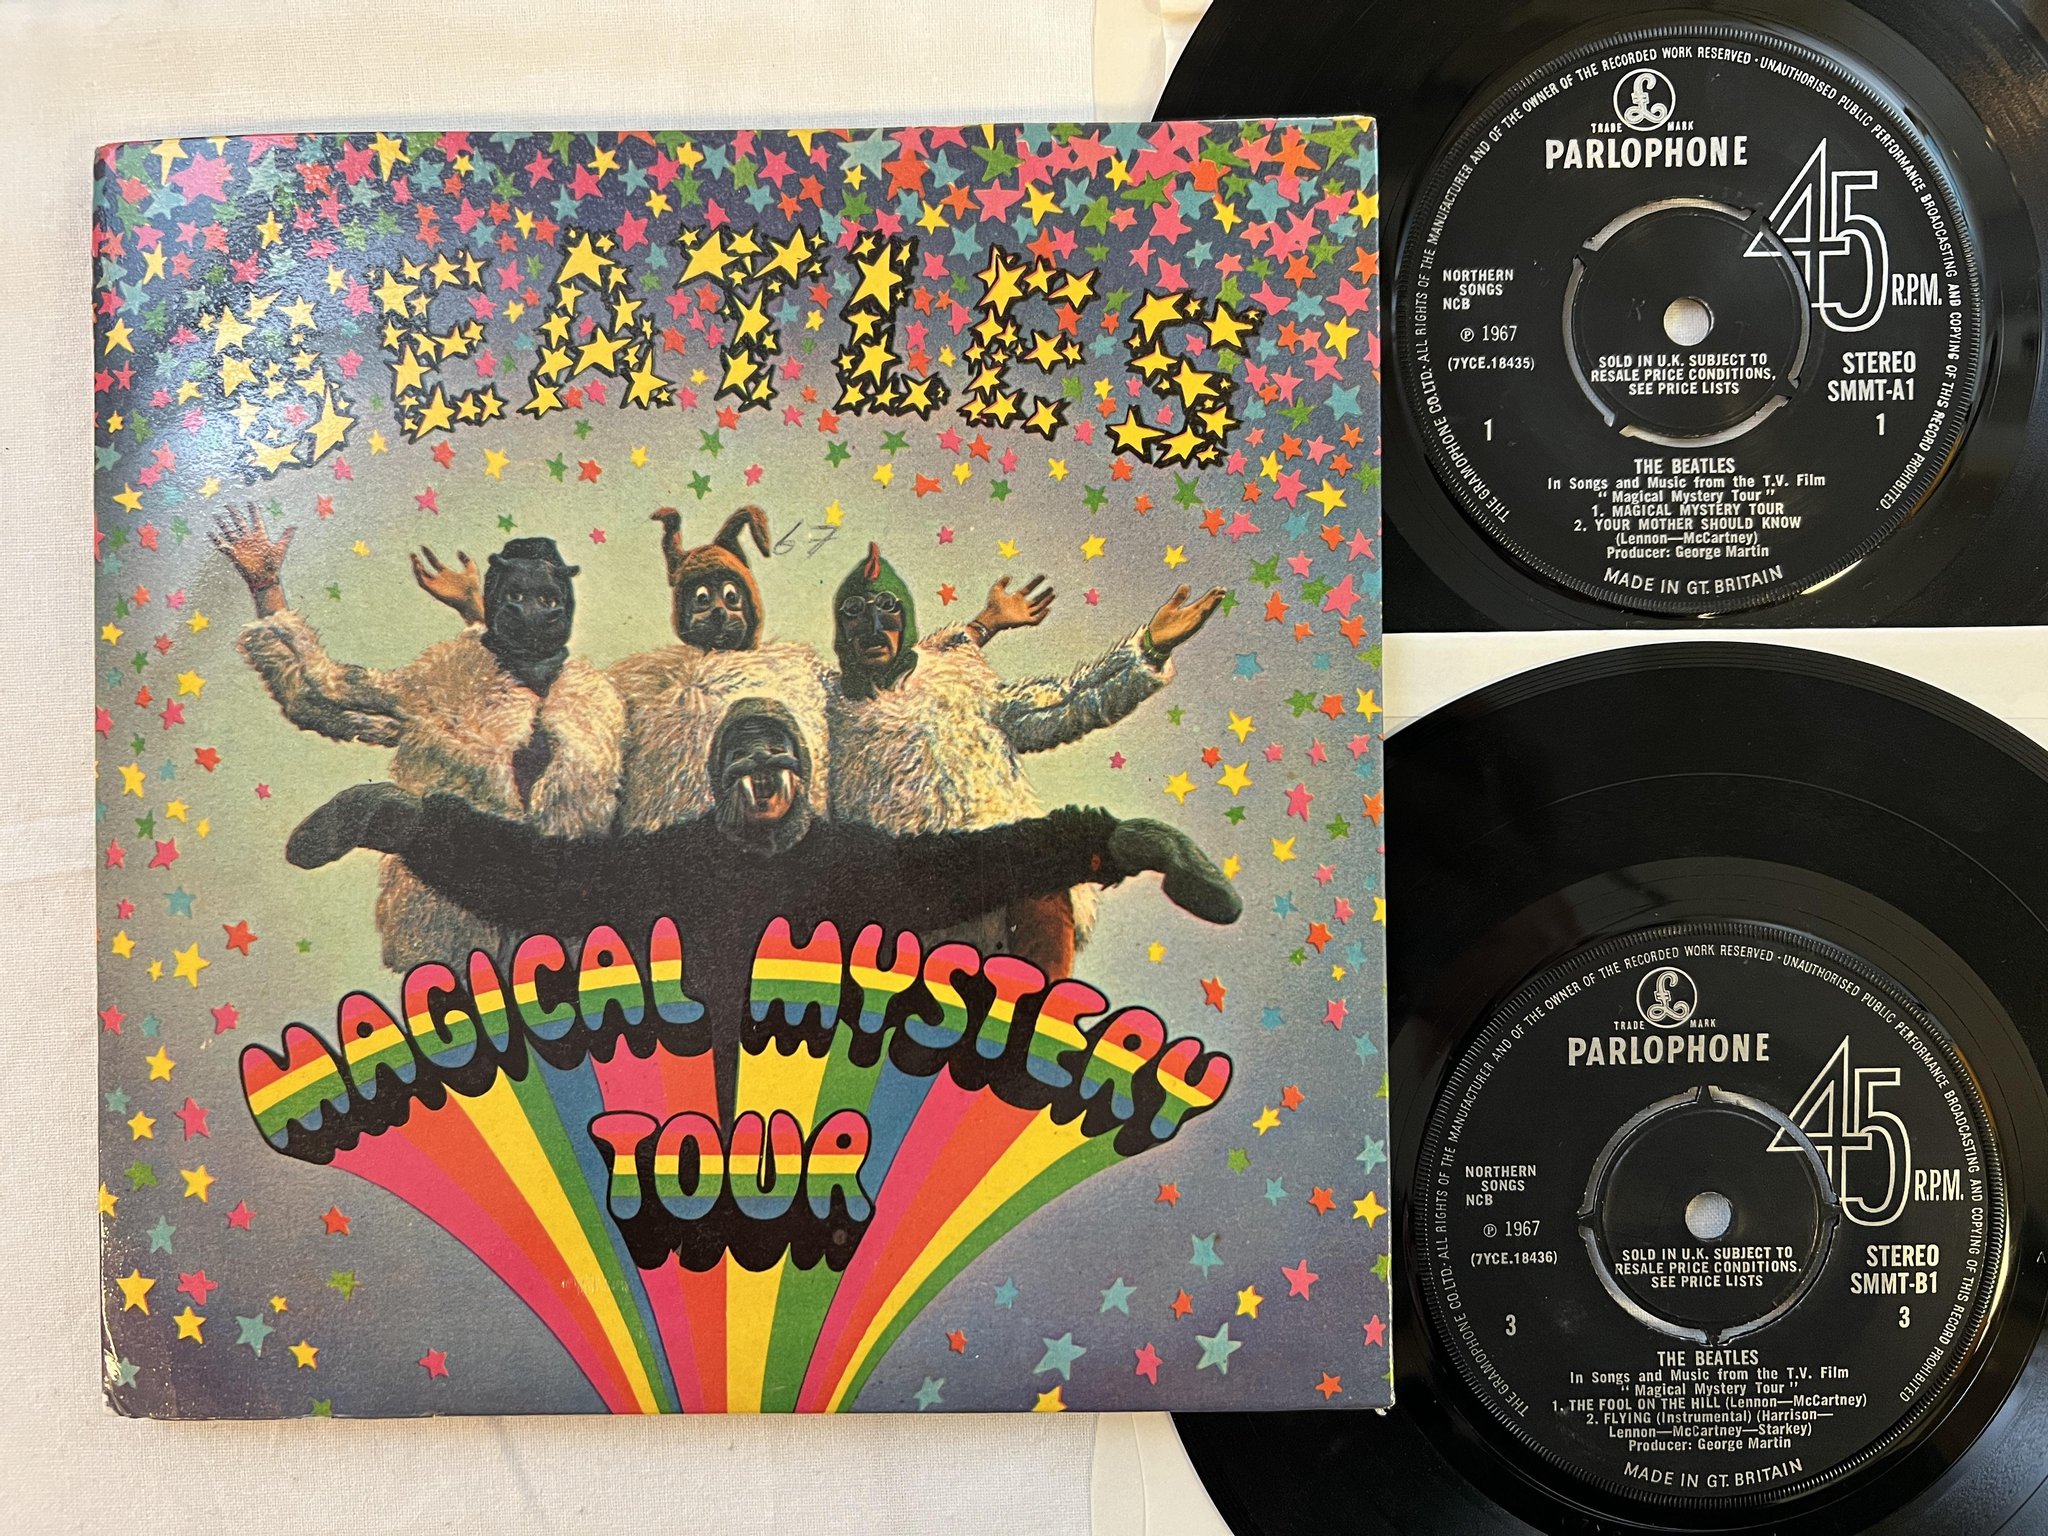 BEATLES
67
MAGICAL MYSTERY
TOUR
THE GRAMOPHONE CO.LTD.· ALL RIGHTS OF THE MANUFACTURER AND OF THE OWNER OF THE RECORDED WORK RESERVED · UNAUTHORISED PUBLIC PERFORMANCE BROADCASTING AND COPYING OF THIS RECORD PROHIBITED.
£
TRADE MARK
PARLOPHONE
45
R.P.M.
NORTHERN
SONGS
NCB
℗ 1967
(7YCE.18435)
SOLD IN U.K. SUBJECT TO
RESALE PRICE CONDITIONS,
SEE PRICE LISTS
STEREO
SMMT-A1
1
1
THE BEATLES
In Songs and Music from the T.V. Film
"Magical Mystery Tour"
1. MAGICAL MYSTERY TOUR
2. YOUR MOTHER SHOULD KNOW
(Lennon—McCartney)
Producer: George Martin
MADE IN GT. BRITAIN
THE GRAMOPHONE CO.LTD.· ALL RIGHTS OF THE MANUFACTURER AND OF THE OWNER OF THE RECORDED WORK RESERVED · UNAUTHORISED PUBLIC PERFORMANCE BROADCASTING AND COPYING OF THIS RECORD PROHIBITED
£
TRADE MARK
PARLOPHONE
45
R.P.M.
NORTHERN
SONGS
NCB
℗ 1967
(7YCE.18436)
SOLD IN U.K. SUBJECT TO
RESALE PRICE CONDITIONS,
SEE PRICE LISTS
STEREO
SMMT-B1
3
3
THE BEATLES
In Songs and Music from the T.V. Film
"Magical Mystery Tour"
1. THE FOOL ON THE HILL (Lennon—McCartney)
2. FLYING (Instrumental) (Harrison—
Lennon—McCartney—Starkey)
Producer: George Martin
MADE IN GT. BRITAIN